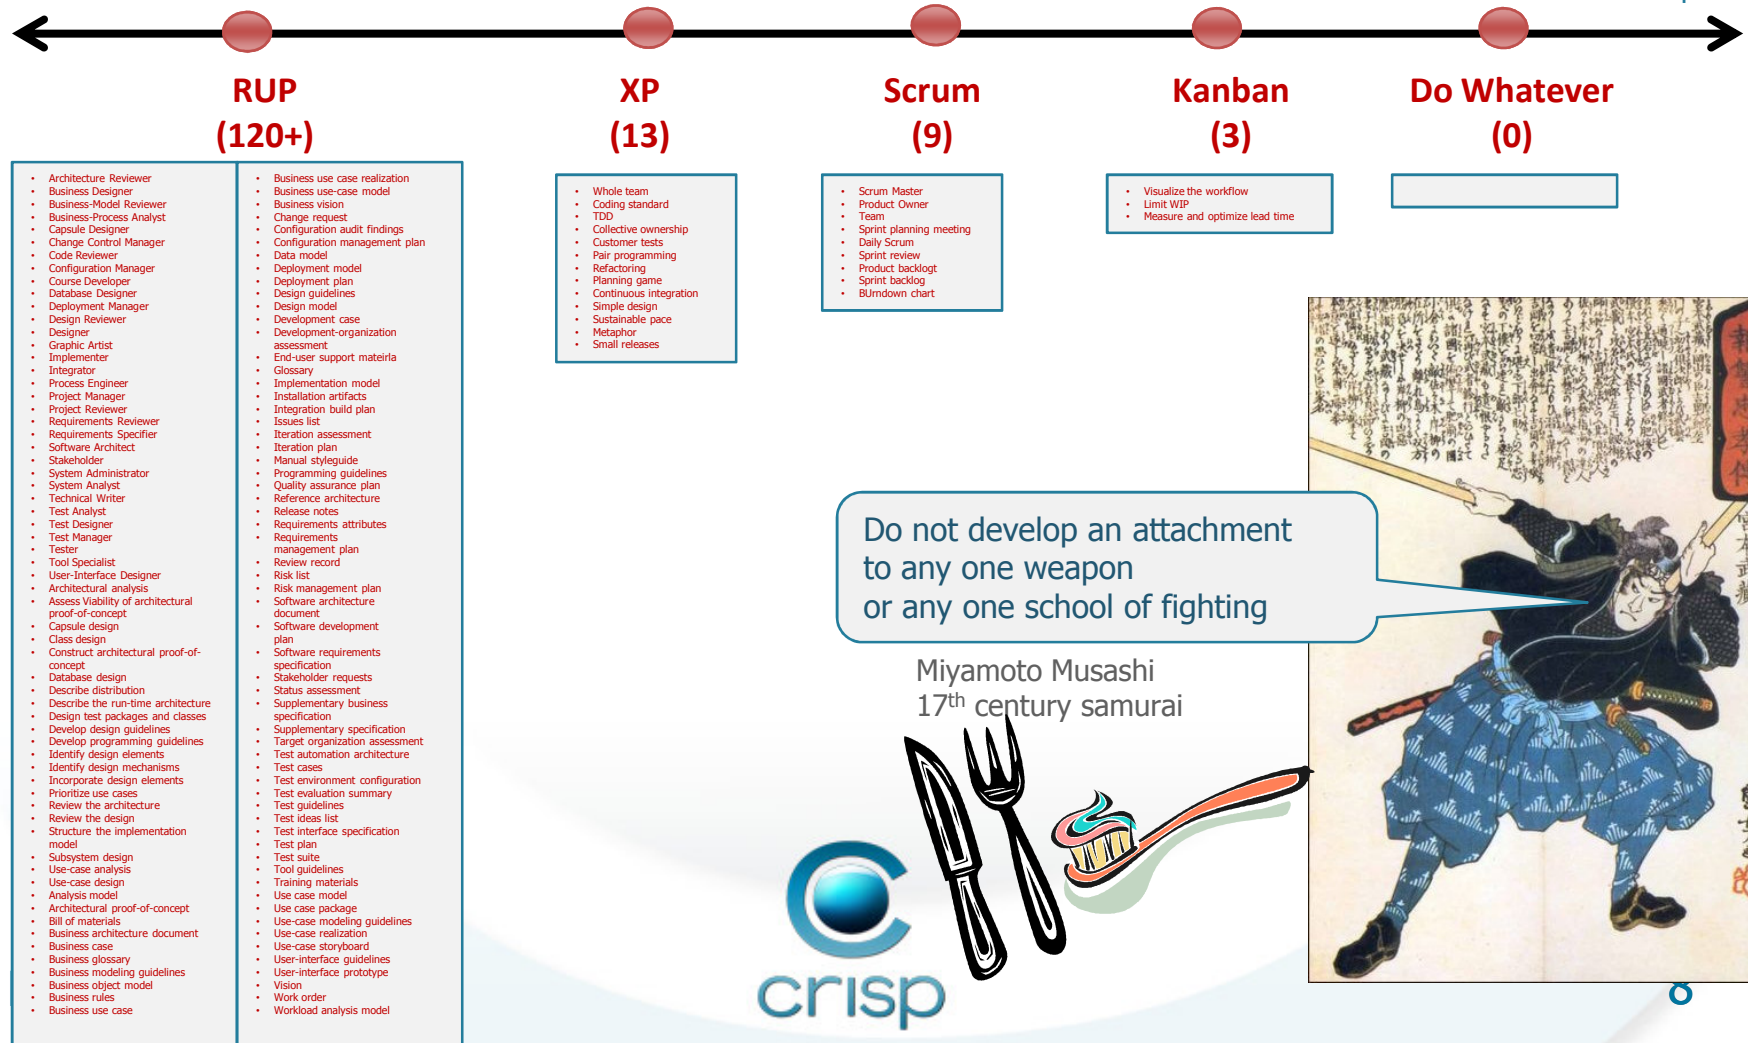 RUP
(120+)
XP
(13)
Scrum
(9)
Kanban
(3)
Do Whatever
(0)
• Architecture Reviewer
• Business Designer
• Business-Model Reviewer
• Business-Process Analyst
• Capsule Designer
• Change Control Manager
• Code Reviewer
• Configuration Manager
• Course Developer
• Database Designer
• Deployment Manager
• Design Reviewer
• Designer
• Graphic Artist
• Implementer
• Integrator
• Process Engineer
• Project Manager
• Project Reviewer
• Requirements Reviewer
• Requirements Specifier
• Software Architect
• Stakeholder
• System Administrator
• System Analyst
• Technical Writer
• Test Analyst
• Test Designer
• Test Manager
• Tester
• Tool Specialist
• User-Interface Designer
• Architectural analysis
• Assess Viability of architectural
proof-of-concept
• Capsule design
• Class design
• Construct architectural proof-of-
concept
• Database design
• Describe distribution
• Describe the run-time architecture
• Design test packages and classes
• Develop design guidelines
• Develop programming guidelines
• Identify design elements
• Identify design mechanisms
• Incorporate design elements
• Prioritize use cases
• Review the architecture
• Review the design
• Structure the implementation
model
• Subsystem design
• Use-case analysis
• Use-case design
• Analysis model
• Architectural proof-of-concept
• Bill of materials
• Business architecture document
• Business case
• Business glossary
• Business modeling guidelines
• Business object model
• Business rules
• Business use case
• Business use case realization
• Business use-case model
• Business vision
• Change request
• Configuration audit findings
• Configuration management plan
• Data model
• Deployment model
• Deployment plan
• Design guidelines
• Design model
• Development case
• Development-organization
assessment
• End-user support mateirla
• Glossary
• Implementation model
• Installation artifacts
• Integration build plan
• Issues list
• Iteration assessment
• Iteration plan
• Manual styleguide
• Programming guidelines
• Quality assurance plan
• Reference architecture
• Release notes
• Requirements attributes
• Requirements
management plan
• Review record
• Risk list
• Risk management plan
• Software architecture
document
• Software development
plan
• Software requirements
specification
• Stakeholder requests
• Status assessment
• Supplementary business
specification
• Supplementary specification
• Target organization assessment
• Test automation architecture
• Test cases
• Test environment configuration
• Test evaluation summary
• Test guidelines
• Test ideas list
• Test interface specification
• Test plan
• Test suite
• Tool guidelines
• Training materials
• Use case model
• Use case package
• Use-case modeling guidelines
• Use-case realization
• Use-case storyboard
• User-interface guidelines
• User-interface prototype
• Vision
• Work order
• Workload analysis model
• Whole team
• Coding standard
• TDD
• Collective ownership
• Customer tests
• Pair programming
• Refactoring
• Planning game
• Continuous integration
• Simple design
• Sustainable pace
• Metaphor
• Small releases
• Scrum Master
• Product Owner
• Team
• Sprint planning meeting
• Daily Scrum
• Sprint review
• Product backlogt
• Sprint backlog
• BUrndown chart
• Visualize the workflow
• Limit WIP
• Measure and optimize lead time
Do not develop an attachment
to any one weapon
or any one school of fighting
Miyamoto Musashi
17th century samurai
crisp
8